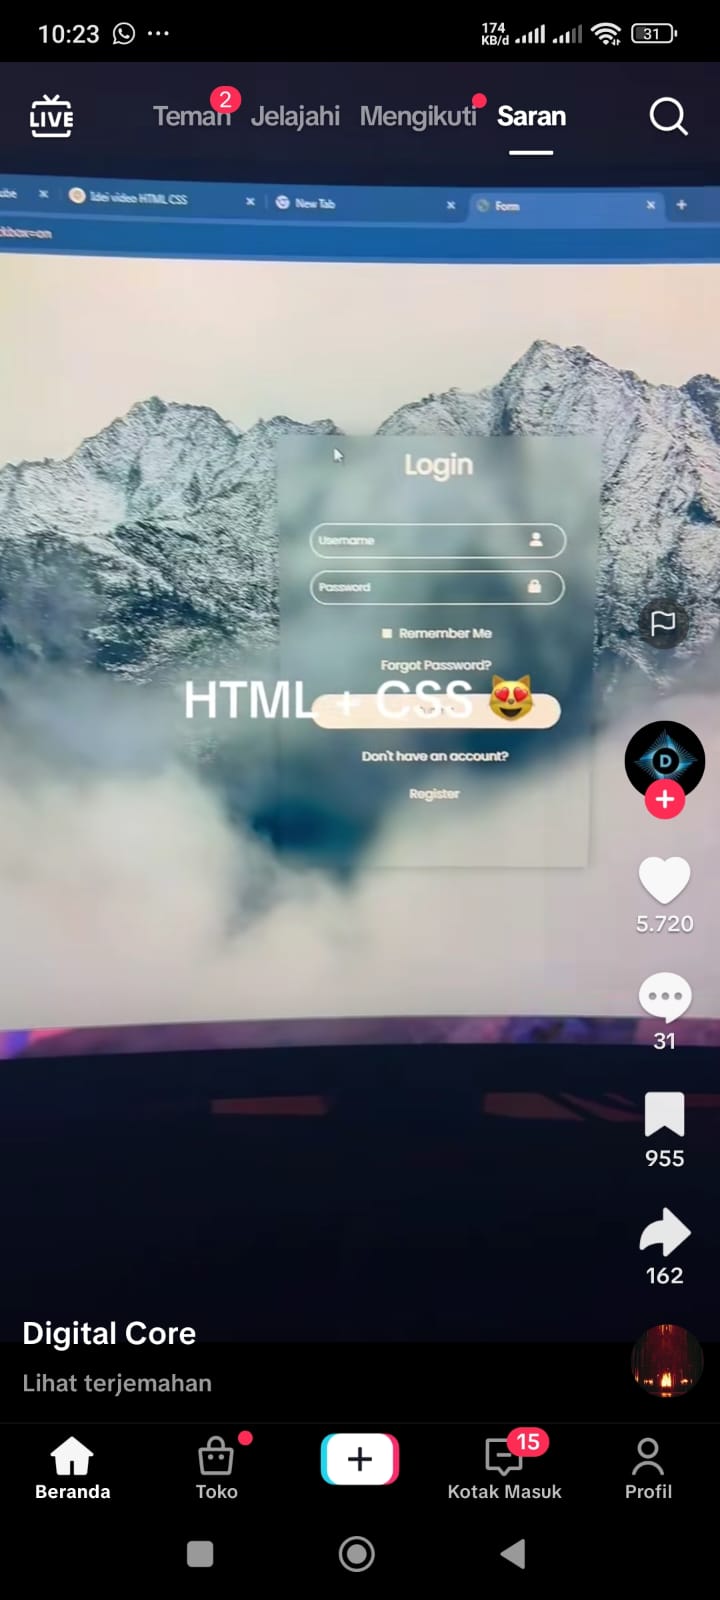 10:23
174
KB/d
31
LIVE
Teman
2
Jelajahi
Mengikuti
Saran
Idei video HTML CSS
New Tab
Form
ckbox=on
Login
Username
Password
Remember Me
Forgot Password?
HTML + CSS 😻
Don't have an account?
Register
D
5.720
31
955
162
Digital Core
Lihat terjemahan
Beranda
Toko
Kotak Masuk
15
Profil